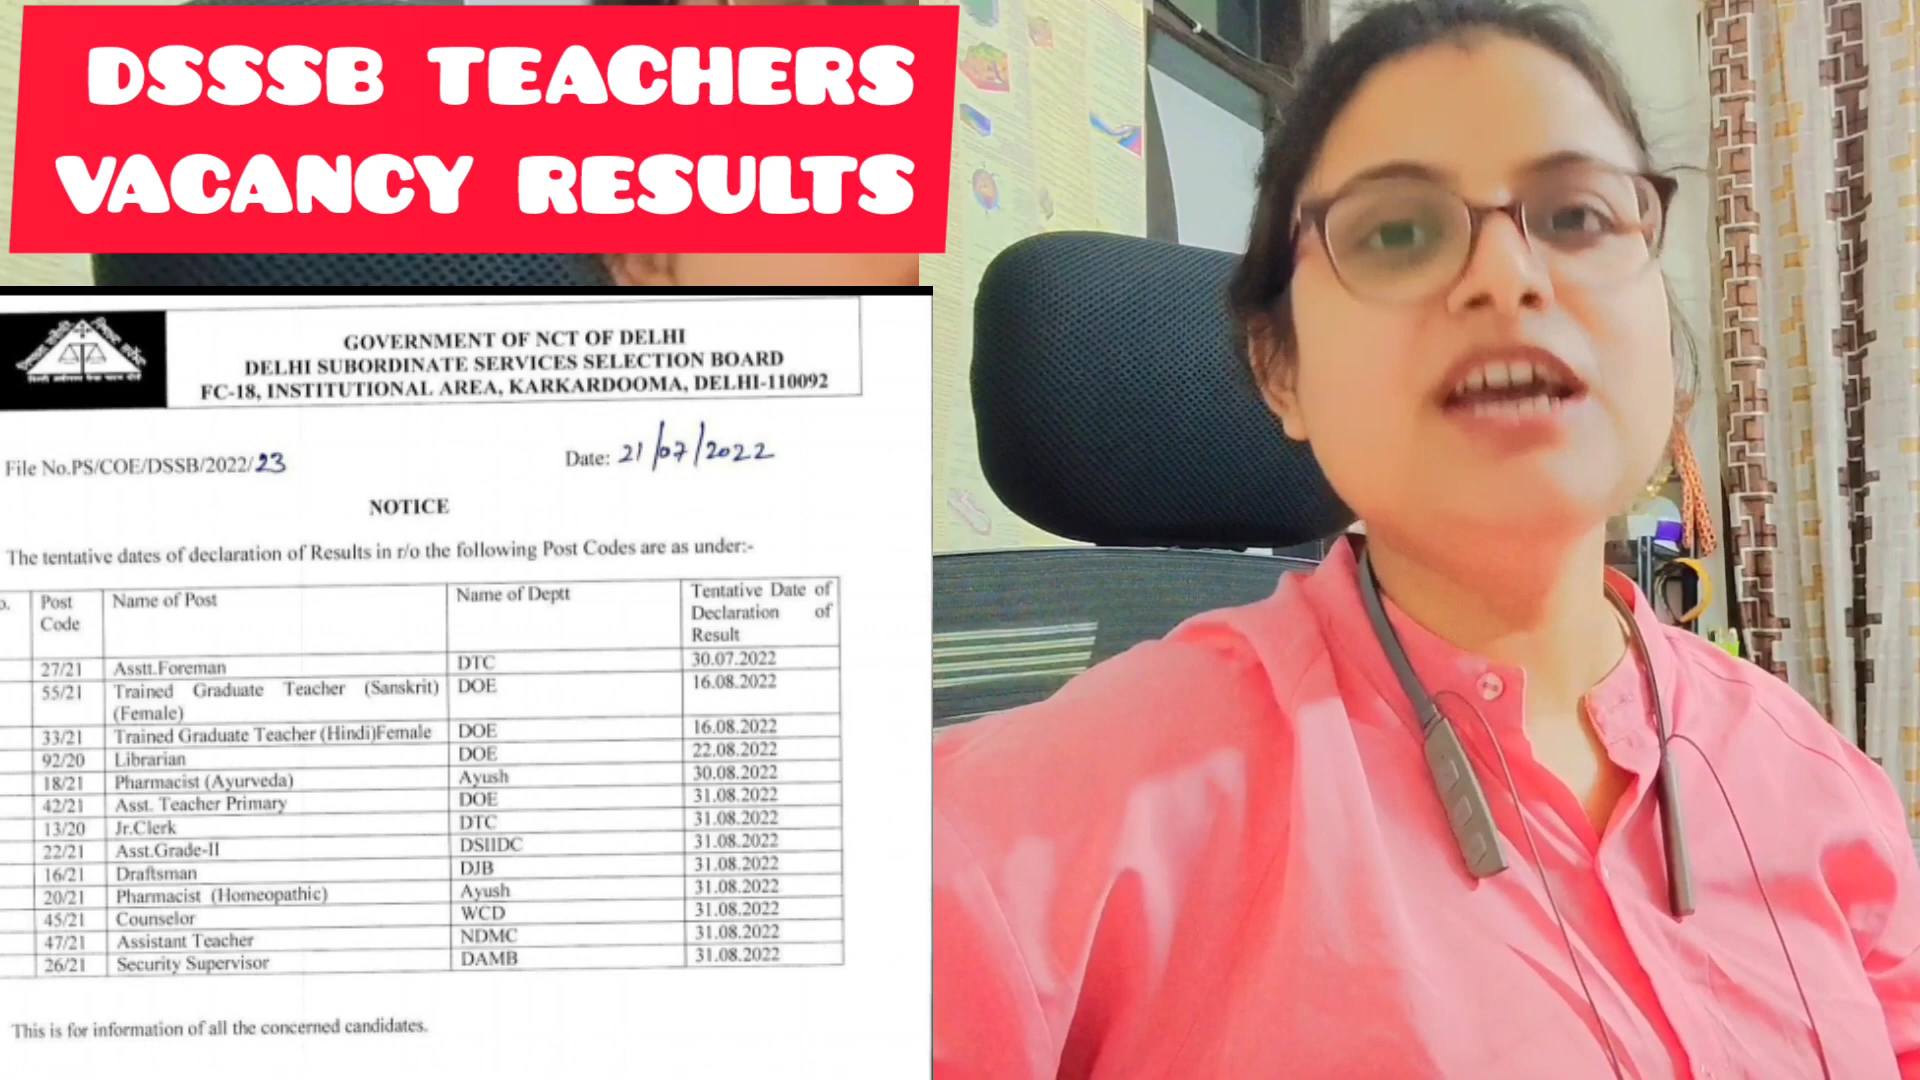 DSSSB TEACHERS
VACANCY RESULTS
GOVERNMENT OF NCT OF DELHI
DELHI SUBORDINATE SERVICES SELECTION BOARD
FC-18, INSTITUTIONAL AREA, KARKARDOOMA, DELHI-110092
File No.PS/COE/DSSB/2022/23 Date: 21/07/2022
NOTICE
The tentative dates of declaration of Results in r/o the following Post Codes are as under:-
o. Post Code Name of Post Name of Deptt Tentative Date of Declaration of Result
27/21 Asstt.Foreman DTC 30.07.2022
55/21 Trained Graduate Teacher (Sanskrit) (Female) DOE 16.08.2022
33/21 Trained Graduate Teacher (Hindi)Female DOE 16.08.2022
92/20 Librarian DOE 22.08.2022
18/21 Pharmacist (Ayurveda) Ayush 30.08.2022
42/21 Asst. Teacher Primary DOE 31.08.2022
13/20 Jr.Clerk DTC 31.08.2022
22/21 Asst.Grade-II DSIIDC 31.08.2022
16/21 Draftsman DJB 31.08.2022
20/21 Pharmacist (Homeopathic) Ayush 31.08.2022
45/21 Counselor WCD 31.08.2022
47/21 Assistant Teacher NDMC 31.08.2022
26/21 Security Supervisor DAMB 31.08.2022
This is for information of all the concerned candidates.